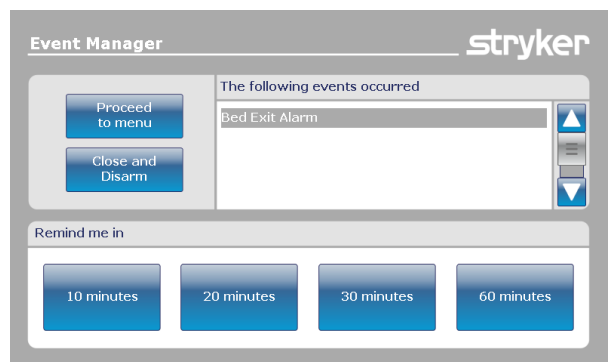 Event Manager
stryker
The following events occurred
Proceed
to menu
Bed Exit Alarm
Close and
Disarm
Remind me in
10 minutes
20 minutes
30 minutes
60 minutes